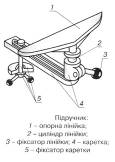 1
2
3
4
5
Підручник:
1 – опорна лінійка;
2 – циліндр лінійки;
3 – фіксатор лінійки; 4 – каретка;
5 – фіксатор каретки